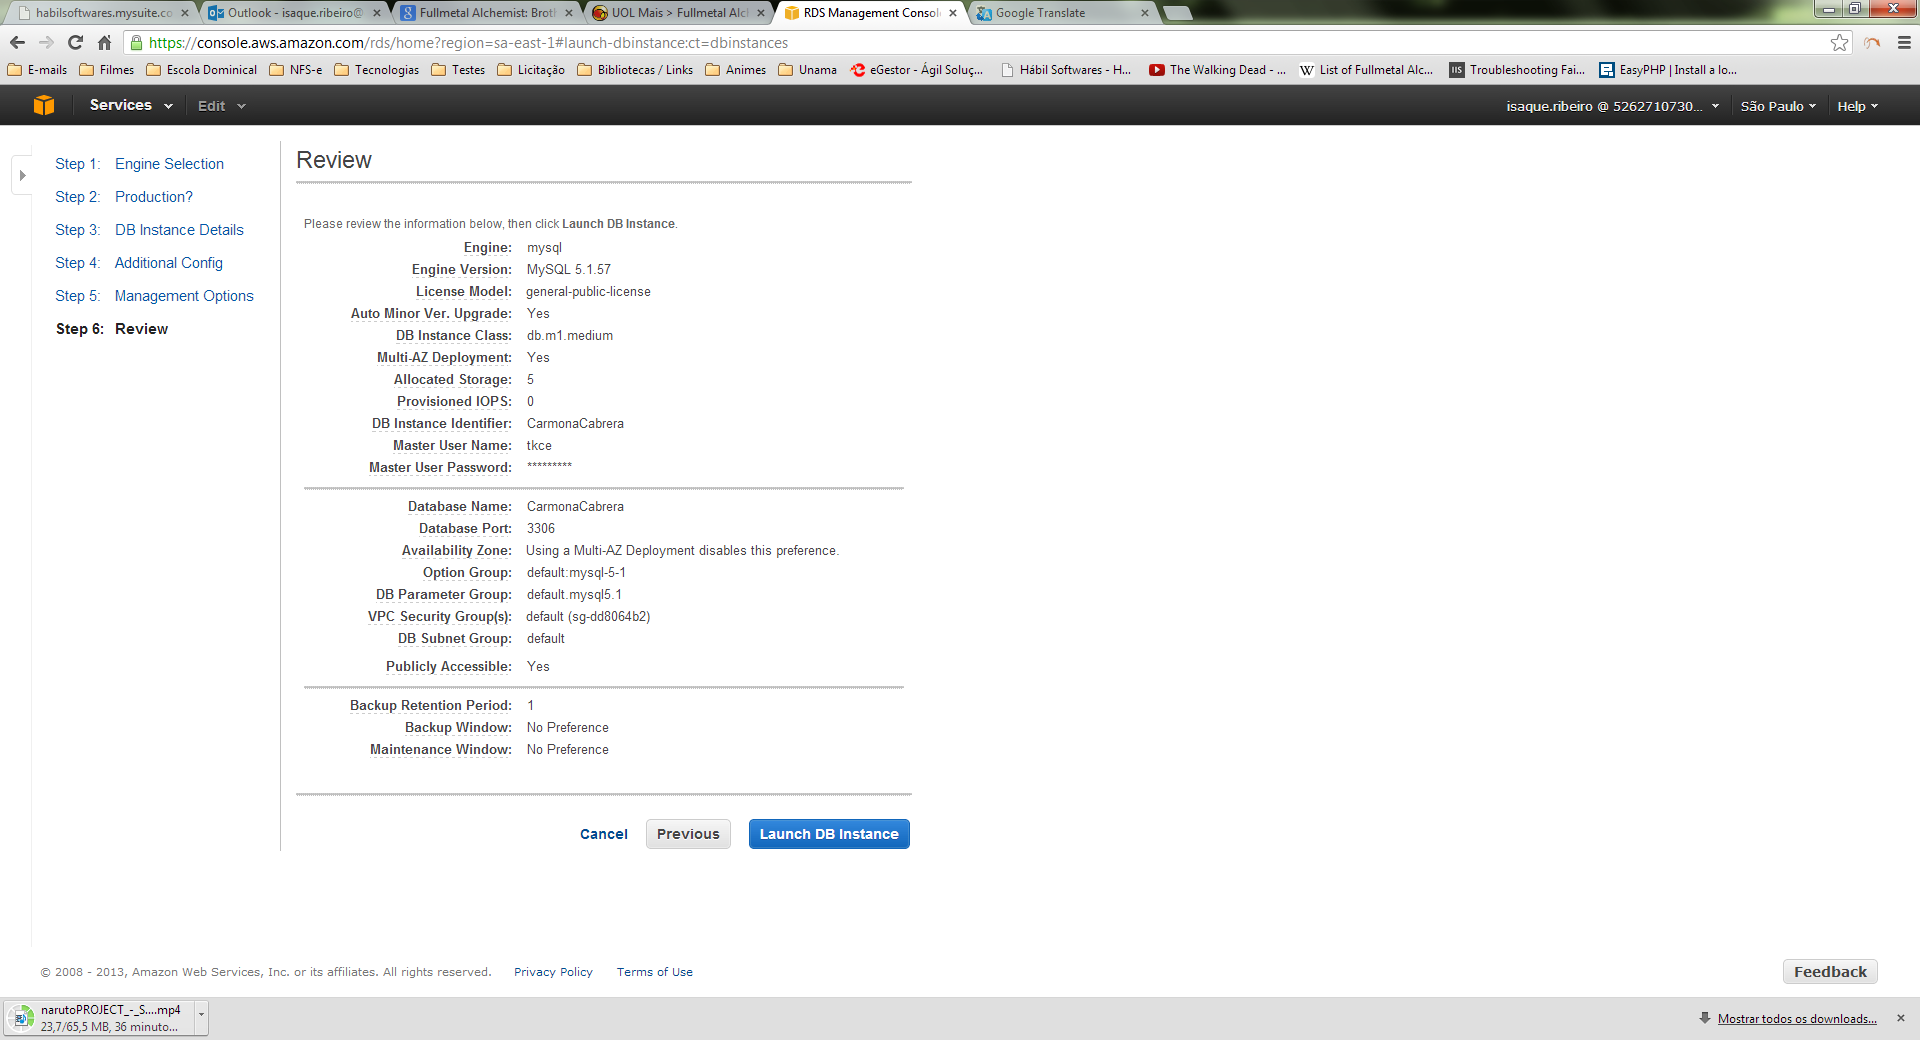 habilsoftwares.mysuite.co
Outlook - isaque.ribeiro@
Fullmetal Alchemist: Broth
UOL Mais > Fullmetal Alcl
RDS Management Consol
Google Translate
https://console.aws.amazon.com/rds/home?region=sa-east-1#launch-dbinstance:ct=dbinstances
E-mails
Filmes
Escola Dominical
NFS-e
Tecnologias
Testes
Licitação
Bibliotecas / Links
Animes
Unama
eGestor - Ágil Soluç...
Hábil Softwares - H...
The Walking Dead - ...
W List of Fullmetal Alc...
IIS Troubleshooting Fai...
EasyPHP | Install a lo...
Services
Edit
isaque.ribeiro @ 5262710730...
São Paulo
Help
Step 1: Engine Selection
Step 2: Production?
Step 3: DB Instance Details
Step 4: Additional Config
Step 5: Management Options
Step 6: Review
Review
Please review the information below, then click Launch DB Instance.
Engine: mysql
Engine Version: MySQL 5.1.57
License Model: general-public-license
Auto Minor Ver. Upgrade: Yes
DB Instance Class: db.m1.medium
Multi-AZ Deployment: Yes
Allocated Storage: 5
Provisioned IOPS: 0
DB Instance Identifier: CarmonaCabrera
Master User Name: tkce
Master User Password: *********
Database Name: CarmonaCabrera
Database Port: 3306
Availability Zone: Using a Multi-AZ Deployment disables this preference.
Option Group: default:mysql-5-1
DB Parameter Group: default.mysql5.1
VPC Security Group(s): default (sg-dd8064b2)
DB Subnet Group: default
Publicly Accessible: Yes
Backup Retention Period: 1
Backup Window: No Preference
Maintenance Window: No Preference
Cancel
Previous
Launch DB Instance
© 2008 - 2013, Amazon Web Services, Inc. or its affiliates. All rights reserved.
Privacy Policy
Terms of Use
Feedback
narutoPROJECT_-_S....mp4
23,7/65,5 MB, 36 minuto...
Mostrar todos os downloads...